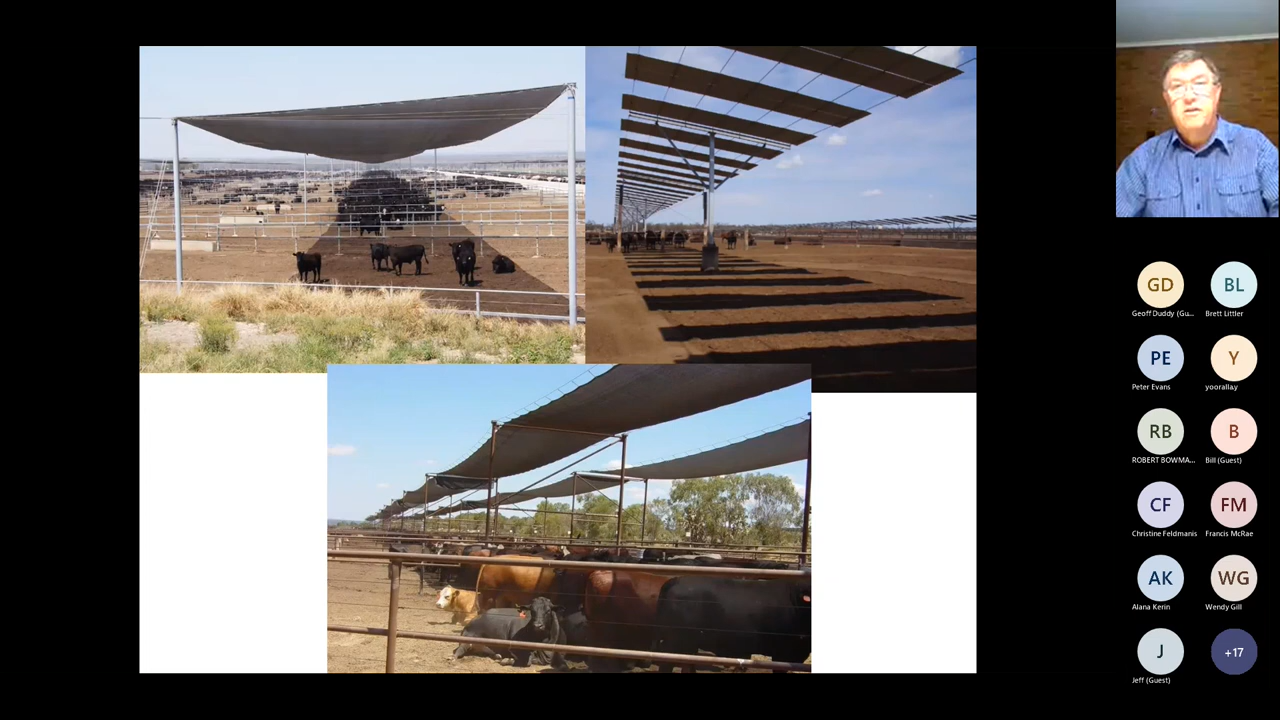 GD
BL
Geoff Duddy (Gu...
Brett Littler
PE
Y
Peter Evans
yoorallay
RB
B
ROBERT BOWMA...
Bill (Guest)
CF
FM
Christine Feldmanis
Francis McRae
AK
WG
Alana Kerin
Wendy Gill
J
+17
Jeff (Guest)